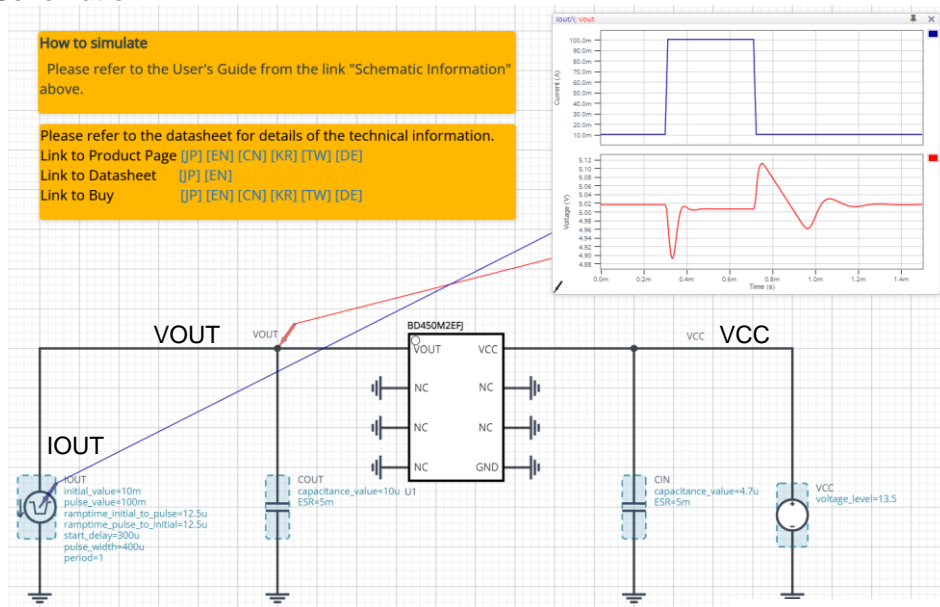 How to simulate
Please refer to the User's Guide from the link "Schematic Information"
above.
Please refer to the datasheet for details of the technical information.
Link to Product Page [JP] [EN] [CN] [KR] [TW] [DE]
Link to Datasheet [JP] [EN]
Link to Buy [JP] [EN] [CN] [KR] [TW] [DE]
iout/i; vout
Current (A)
100.0m
90.0m
80.0m
70.0m
60.0m
50.0m
40.0m
30.0m
20.0m
10.0m
Voltage (V)
5.12
5.10
5.08
5.06
5.04
5.02
5.00
4.98
4.96
4.94
4.92
4.90
4.88
0.0m 0.2m 0.4m 0.6m 0.8m 1.0m 1.2m 1.4m
Time (s)
VOUT
VOUT
BD450M2EFJ
VCC
VCC
VOUT VCC
NC NC
NC NC
NC GND
U1
IOUT
IOUT
initial_value=10m
pulse_value=100m
ramptime_initial_to_pulse=12.5u
ramptime_pulse_to_initial=12.5u
start_delay=300u
pulse_width=400u
period=1
COUT
capacitance_value=10u
ESR=5m
CIN
capacitance_value=4.7u
ESR=5m
VCC
voltage_level=13.5